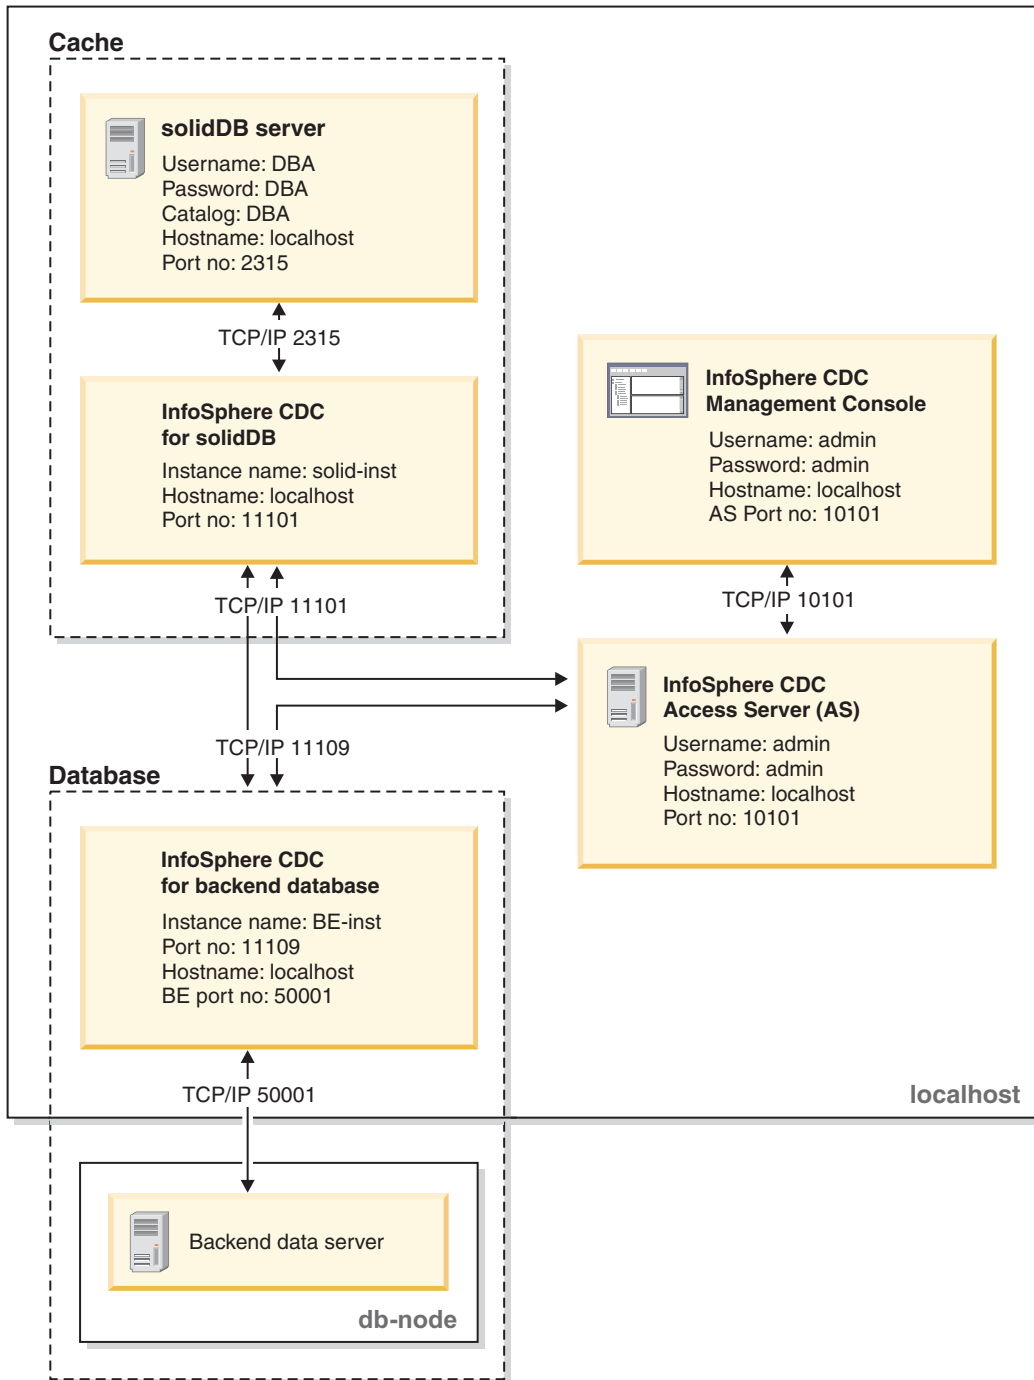 Cache
solidDB server
Username: DBA
Password: DBA
Catalog: DBA
Hostname: localhost
Port no: 2315
TCP/IP 2315
InfoSphere CDC
for solidDB
Instance name: solid-inst
Hostname: localhost
Port no: 11101
TCP/IP 11101
InfoSphere CDC
Management Console
Username: admin
Password: admin
Hostname: localhost
AS Port no: 10101
TCP/IP 10101
InfoSphere CDC
Access Server (AS)
Username: admin
Password: admin
Hostname: localhost
Port no: 10101
TCP/IP 11109
Database
InfoSphere CDC
for backend database
Instance name: BE-inst
Port no: 11109
Hostname: localhost
BE port no: 50001
TCP/IP 50001
localhost
Backend data server
db-node